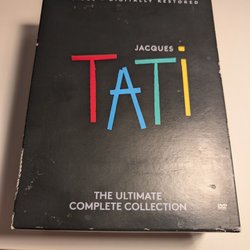 DIGITALLY RESTORED
JACQUES
TATi
THE ULTIMATE
COMPLETE COLLECTION
DVD